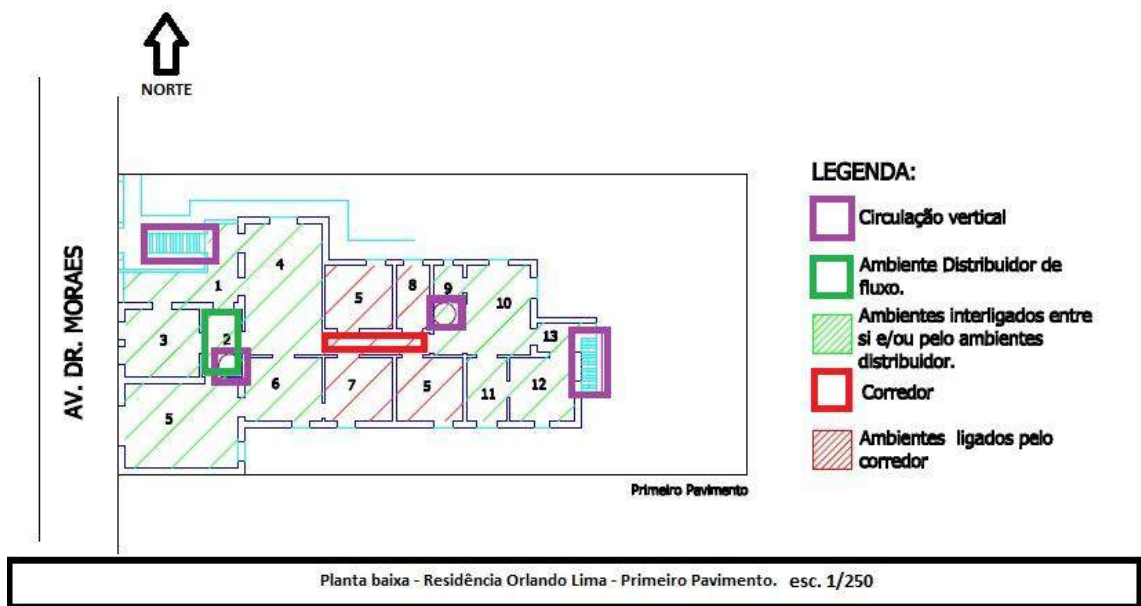 NORTE
AV. DR. MORAES
1
2
3
4
5
5
6
7
5
8
9
10
11
12
13
Primeiro Pavimento
LEGENDA:
Circulação vertical
Ambiente Distribuidor de
fluxo.
Ambientes interligados entre
si e/ou pelo ambientes
distribuidor.
Corredor
Ambientes ligados pelo
corredor
Planta baixa - Residência Orlando Lima - Primeiro Pavimento. esc. 1/250